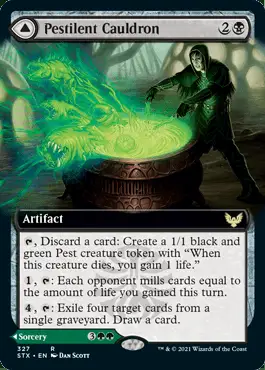 Pestilent Cauldron 2
Artifact
, Discard a card: Create a 1/1 black and
green Pest creature token with “When
this creature dies, you gain 1 life.”
1, : Each opponent mills cards equal
to the amount of life you gained this turn.
4, : Exile four target cards from a
single graveyard. Draw a card.
Sorcery 3
327 R
STX • EN DAN SCOTT
™ & © 2021 Wizards of the Coast